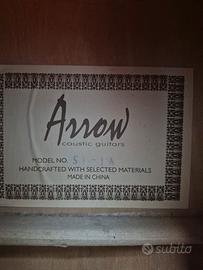 Arrow
coustic guitars
MODEL NO.
HANDCRAFTED WITH SELECTED MATERIALS
MADE IN CHINA
subito